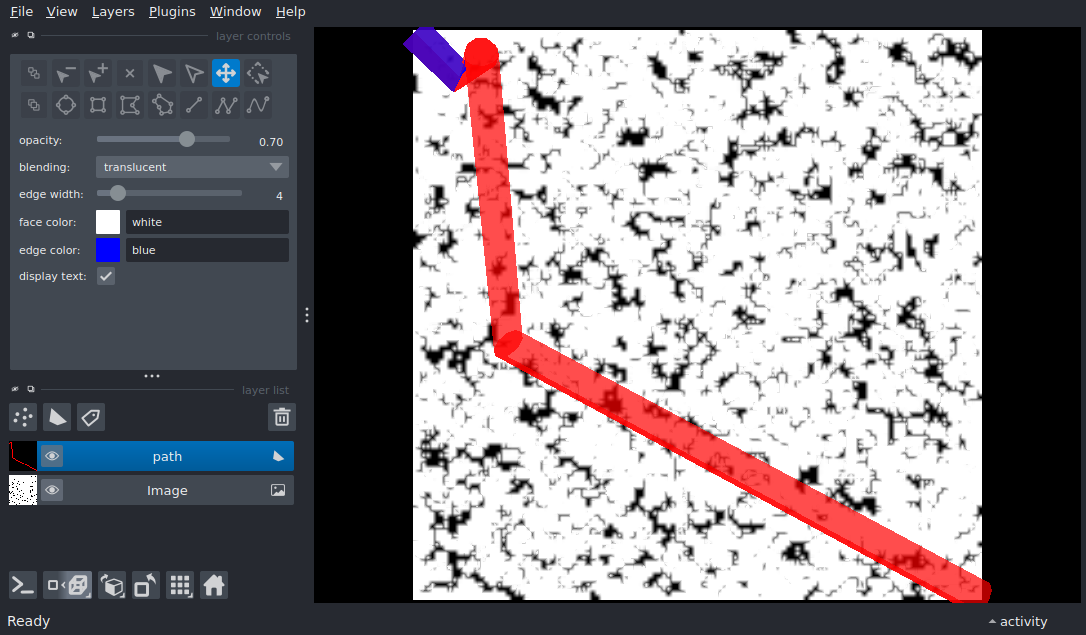 File View Layers Plugins Window Help
layer controls
opacity: 0.70
blending: translucent
edge width: 4
face color: white
edge color: blue
display text:
layer list
path
Image
Ready
activity